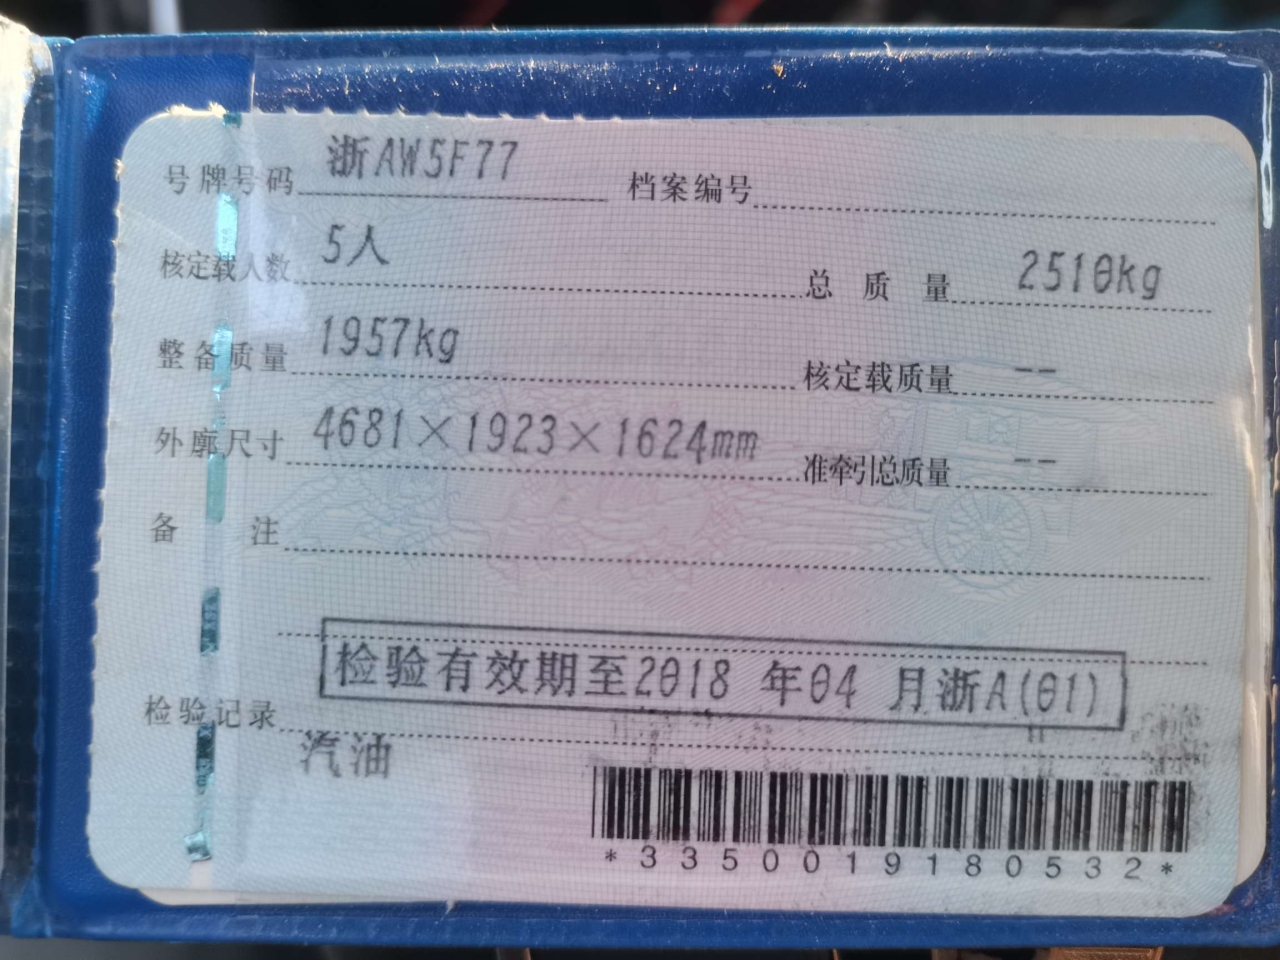 号牌号码 浙AW5F77 档案编号
核定载人数 5人 总质量 2510kg
整备质量 1957kg 核定载质量 --
外廓尺寸 4681×1923×1624mm 准牵引总质量 --
备注
检验记录 检验有效期至2018年04月浙A(01)
汽油
*3350019180532*